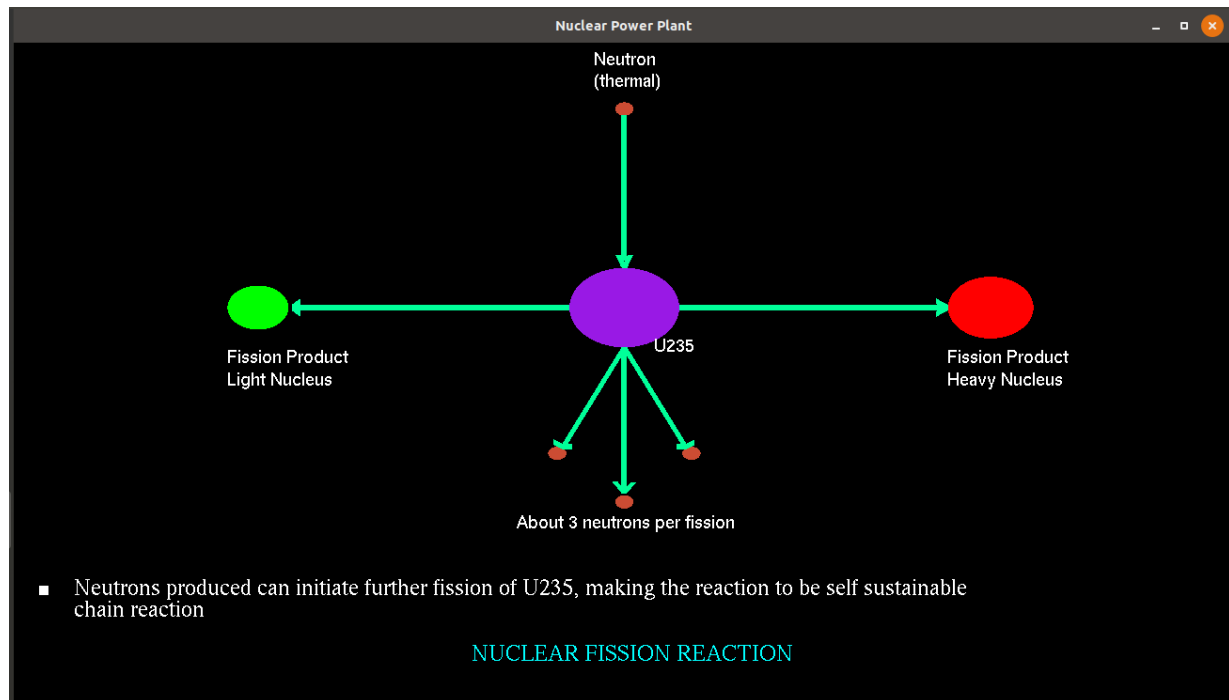 Nuclear Power Plant
Neutron
(thermal)
U235
Fission Product
Light Nucleus
Fission Product
Heavy Nucleus
About 3 neutrons per fission
Neutrons produced can initiate further fission of U235, making the reaction to be self sustainable
chain reaction
NUCLEAR FISSION REACTION